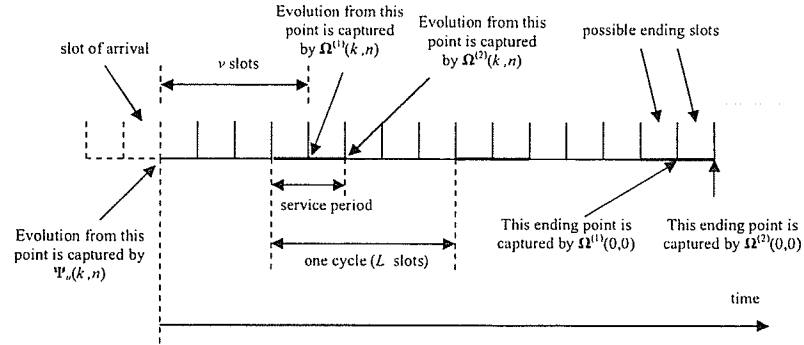 slot of arrival
ν slots
Evolution from this
point is captured
by Ω⁽¹⁾(k,n)
Evolution from this
point is captured
by Ω⁽²⁾(k,n)
possible ending slots
service period
one cycle (L slots)
Evolution from this
point is captured by
Ψᵤ(k,n)
This ending point is
captured by Ω⁽¹⁾(0,0)
This ending point is
captured by Ω⁽²⁾(0,0)
time